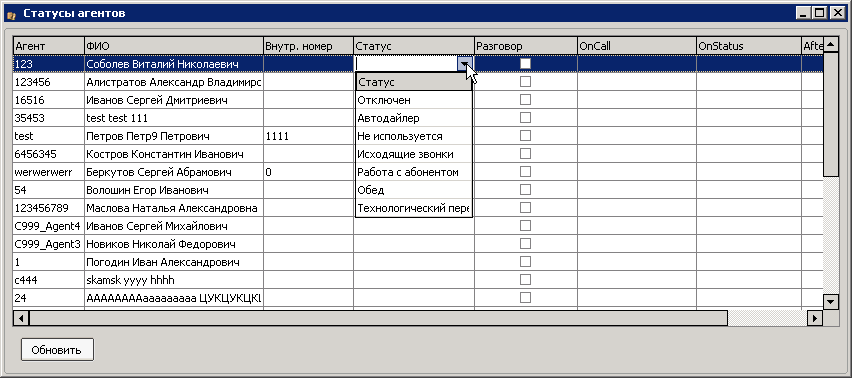 Статусы агентов
Агент ФИО Внутр. номер Статус Разговор OnCall OnStatus Afte
123 Соболев Виталий Николаевич
123456 Алистратов Александр Владимирс Статус
16516 Иванов Сергей Дмитриевич Отключен
35453 test test 111 Автодайлер
test Петров Петр9 Петрович 1111 Не используется
6456345 Костров Константин Иванович Исходящие звонки
werwerwerr Беркутов Сергей Абрамович 0 Работа с абонентом
54 Волошин Егор Иванович Обед
123456789 Маслова Наталья Александровна Технологический пере
C999_Agent4 Иванов Сергей Михайлович
C999_Agent3 Новиков Николай Федорович
1 Погодин Иван Александрович
c444 skamsk yyyy hhhh
24 АААААААААааааааааа ЦУКЦУКЦКЦ
Обновить